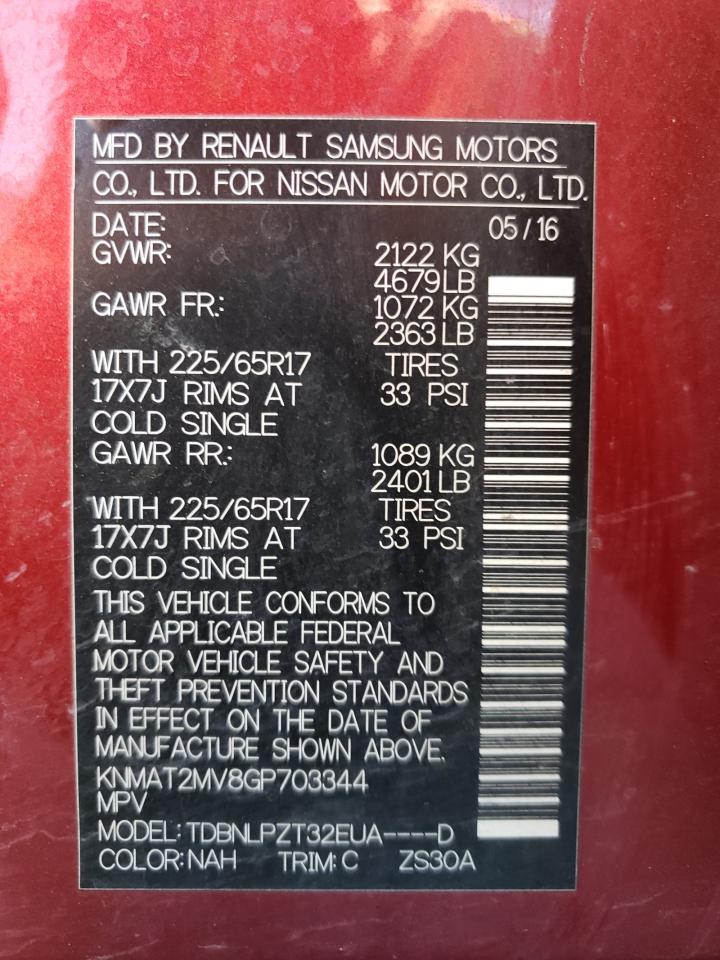 MFD BY RENAULT SAMSUNG MOTORS
CO., LTD. FOR NISSAN MOTOR CO., LTD.
DATE: 05 / 16
GVWR: 2122 KG
4679 LB
GAWR FR.: 1072 KG
2363 LB
WITH 225/65R17 TIRES
17X7J RIMS AT 33 PSI
COLD SINGLE
GAWR RR.: 1089 KG
2401 LB
WITH 225/65R17 TIRES
17X7J RIMS AT 33 PSI
COLD SINGLE
THIS VEHICLE CONFORMS TO
ALL APPLICABLE FEDERAL
MOTOR VEHICLE SAFETY AND
THEFT PREVENTION STANDARDS
IN EFFECT ON THE DATE OF
MANUFACTURE SHOWN ABOVE.
KNMAT2MV8GP703344
MPV
MODEL: TDBNLPZT32EUA----D
COLOR: NAH TRIM: C ZS30A